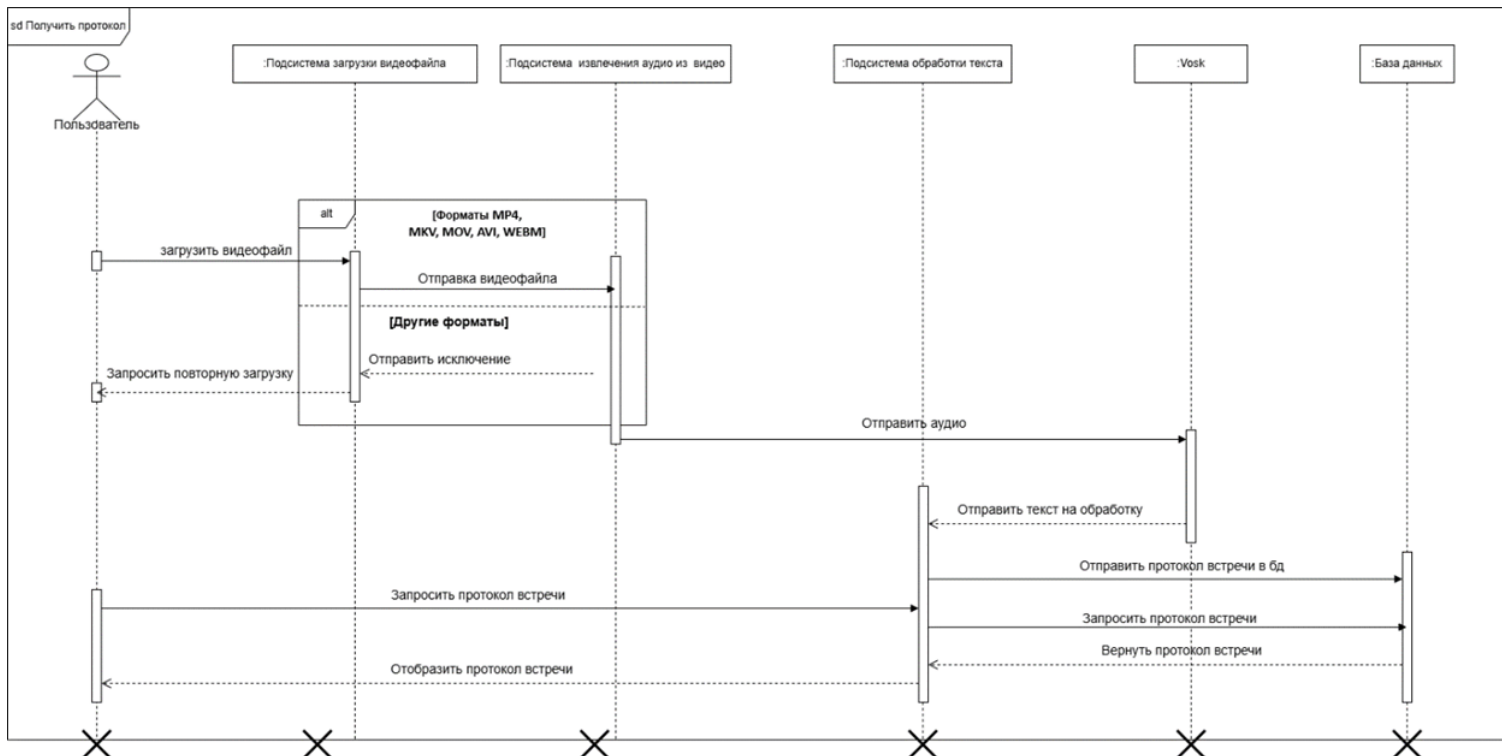 sd Получить протокол
:Подсистема загрузки видеофайла
:Подсистема извлечения аудио из видео
:Подсистема обработки текста
:Vosk
:База данных
Пользователь
alt
[Форматы MP4,
MKV, MOV, AVI, WEBM]
загрузить видеофайл
Отправка видеофайла
[Другие форматы]
Отправить исключение
Запросить повторную загрузку
Отправить аудио
Отправить текст на обработку
Отправить протокол встречи в бд
Запросить протокол встречи
Запросить протокол встречи
Вернуть протокол встречи
Отобразить протокол встречи